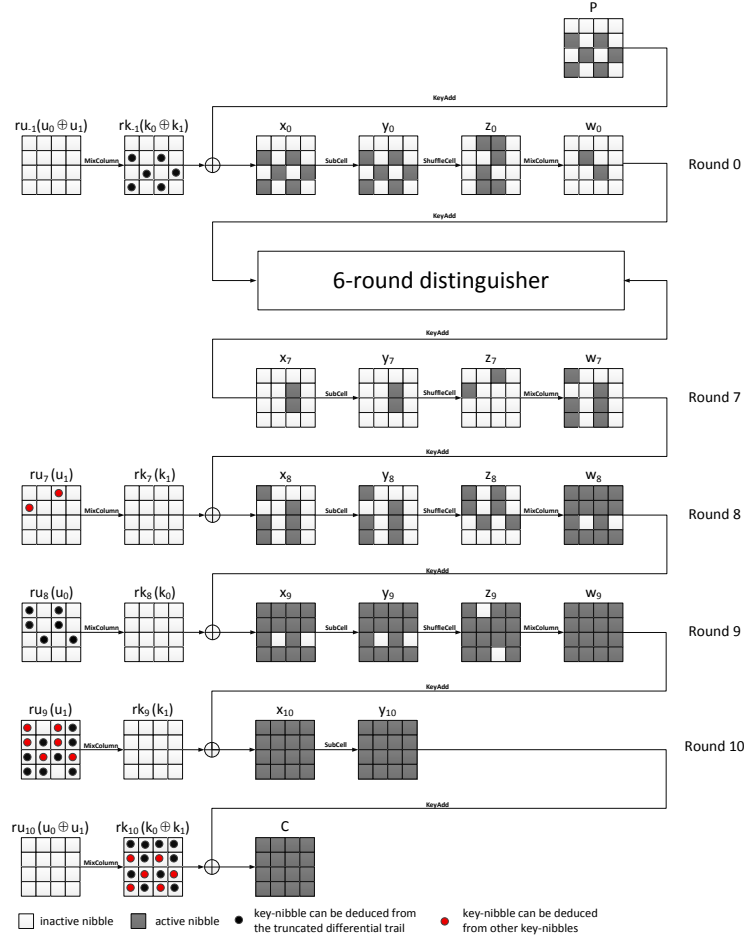 P
KeyAdd
ru₋₁(u₀ ⊕ u₁) rk₋₁(k₀ ⊕ k₁) x₀ y₀ z₀ w₀
MixColumn SubCell ShuffleCell MixColumn Round 0
KeyAdd
6-round distinguisher
KeyAdd
x₇ y₇ z₇ w₇
SubCell ShuffleCell MixColumn Round 7
KeyAdd
ru₇(u₁) rk₇(k₁) x₈ y₈ z₈ w₈
MixColumn SubCell ShuffleCell MixColumn Round 8
KeyAdd
ru₈(u₀) rk₈(k₀) x₉ y₉ z₉ w₉
MixColumn SubCell ShuffleCell MixColumn Round 9
KeyAdd
ru₉(u₁) rk₉(k₁) x₁₀ y₁₀
MixColumn SubCell Round 10
KeyAdd
ru₁₀(u₀ ⊕ u₁) rk₁₀(k₀ ⊕ k₁) C
MixColumn
inactive nibble active nibble key-nibble can be deduced from key-nibble can be deduced
the truncated differential trail from other key-nibbles